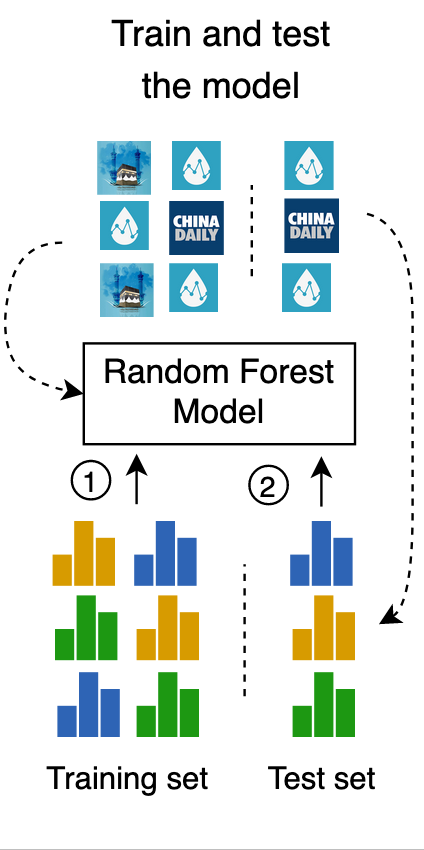 Train and test
the model
CHINA
DAILY
CHINA
DAILY
Random Forest
Model
1
2
Training set
Test set